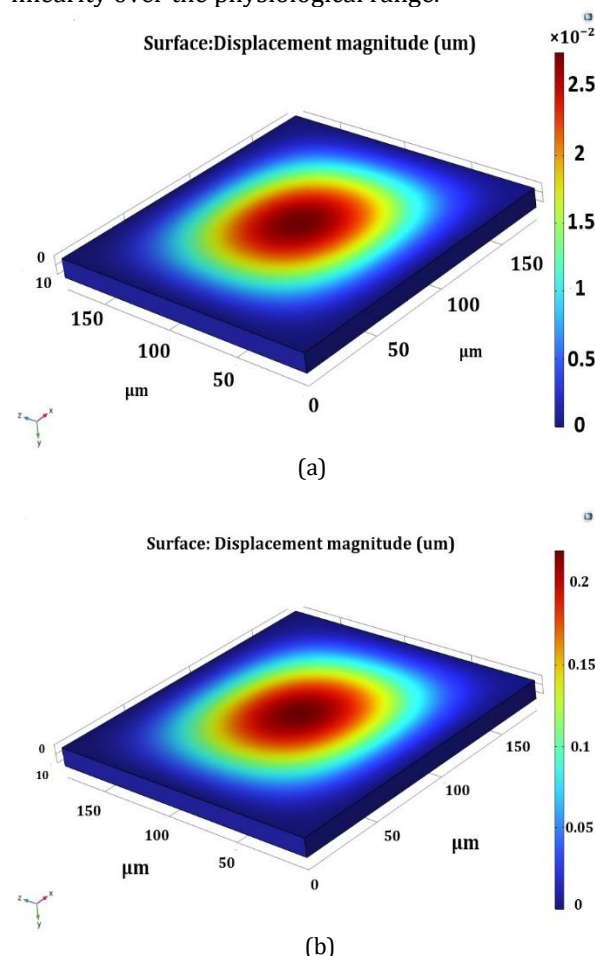 linearity over the physiological range.
Surface:Displacement magnitude (um)
×10⁻²
2.5
2
1.5
1
0.5
0
0
10
150
100
50
0
µm
50
100
150
µm
z x
y
(a)
Surface: Displacement magnitude (um)
0.2
0.15
0.1
0.05
0
0
10
150
100
50
0
µm
50
100
150
µm
z x
y
(b)